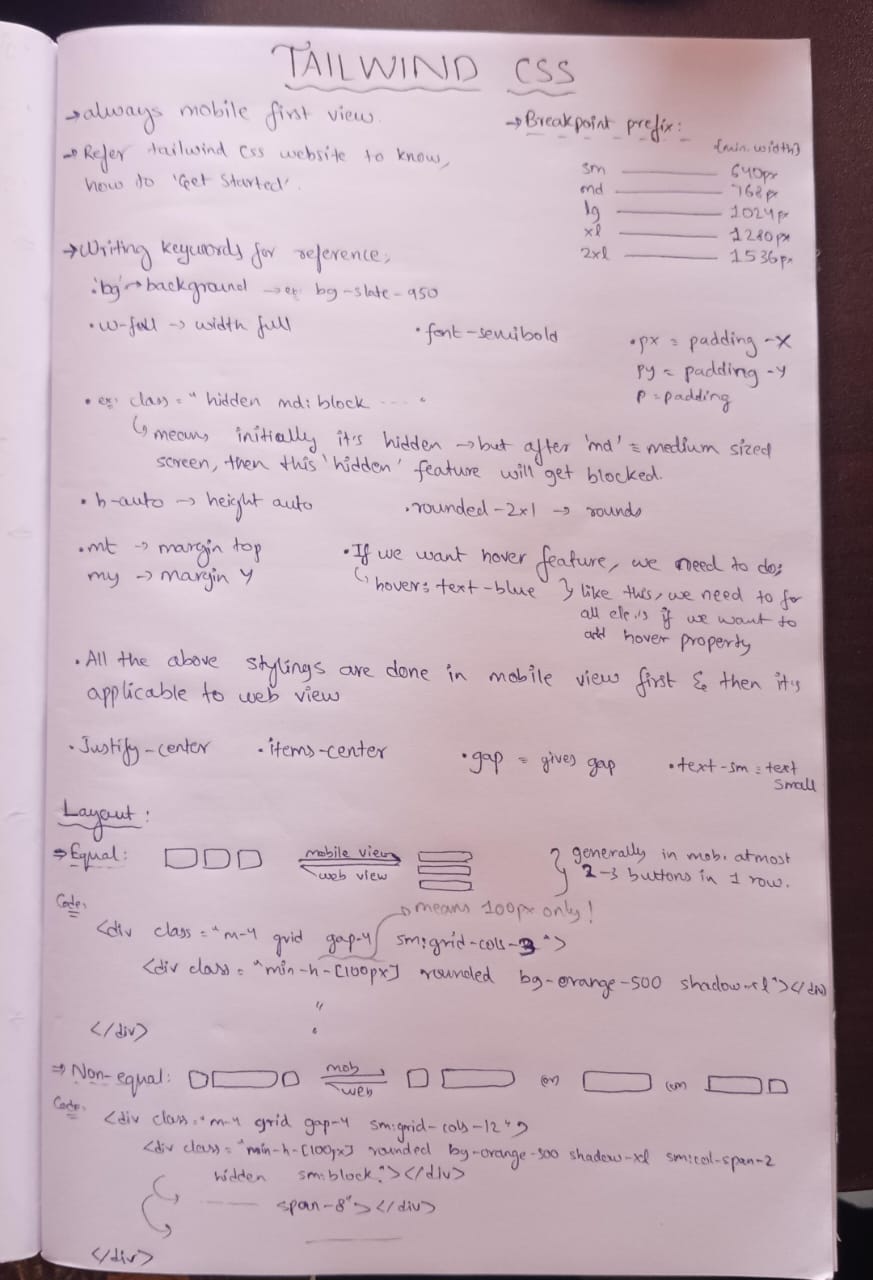 TAILWIND CSS
→ always mobile first view.
→ Refer tailwind css website to know,
how to 'Get Started'.
→ Breakpoint prefix:
(min. width)
sm — 640px
md — 768px
lg — 1024px
xl — 1280px
2xl — 1536px
→ Writing keywords for reference,
• 'bg' → background → ex: bg-slate-950
• w-full → width full
• font-semibold
• px = padding -X
py = padding -y
p = padding
• ex: class = "hidden md:block ---- "
↳ means initially it's hidden → but after 'md' = medium sized
screen, then this 'hidden' feature will get blocked.
• h-auto → height auto
• rounded-2xl → rounds
• mt → margin top
my → margin y
• If we want hover feature, we need to do;
↳ hover: text-blue } like this, we need to for
all if we want to
add hover property
• All the above stylings are done in mobile view first & then it's
applicable to web view
• Justify-center • items-center
• gap = gives gap
• text-sm = text
small
Layout:
⇒ Equal: mobile view
web view
} generally in mob. atmost
2-3 buttons in 1 row.
Code:
→ means 100px only!
<div class = "m-4 grid gap-4 sm:grid-cols-3">
<div class = "min-h-[100px] rounded bg-orange-500 shadow-xl"></div>
"
</div>
⇒ Non-equal: mob
web
(or) (or)
Code:
<div class = "m-4 grid gap-4 sm:grid-cols-12">
<div class = "min-h-[100px] rounded bg-orange-500 shadow-xl sm:col-span-2
hidden sm:block"></div>
------ span-8"></div>
</div>